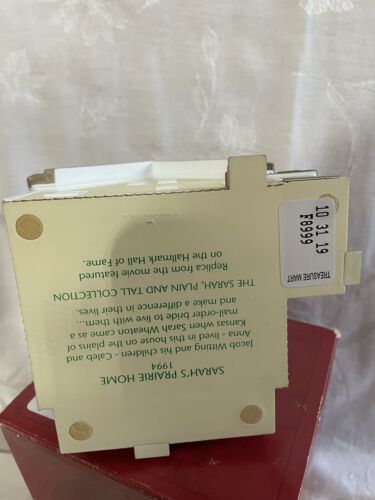 SARAH'S PRAIRIE HOME
1994
Jacob Witting and his children - Caleb and
Anna - lived in this house on the plains of
Kansas when Sarah Wheaton came as a
mail-order bride to live with them...
and make a difference in their lives.
THE SARAH, PLAIN AND TALL COLLECTION
Replica from the movie featured
on the Hallmark Hall of Fame.
10 31 19
F8999
TREASURE MART